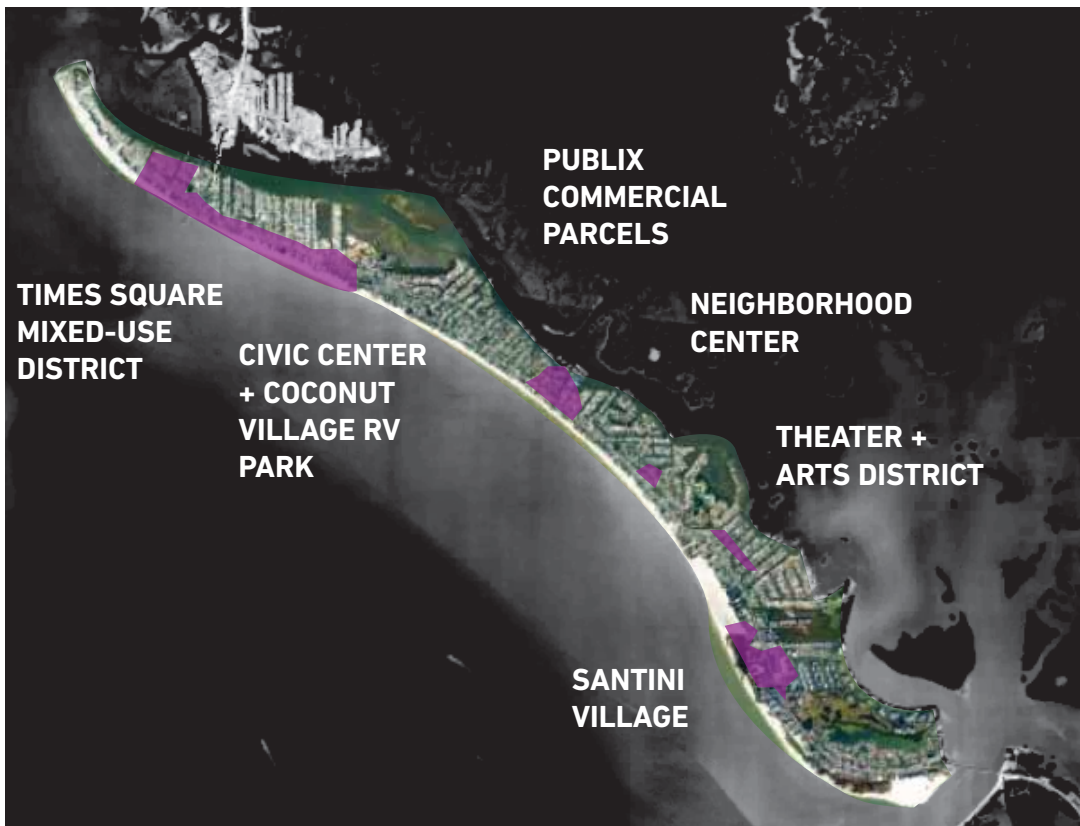 PUBLIX
COMMERCIAL
PARCELS
TIMES SQUARE
MIXED-USE
DISTRICT
NEIGHBORHOOD
CENTER
CIVIC CENTER
+ COCONUT
VILLAGE RV
PARK
THEATER +
ARTS DISTRICT
SANTINI
VILLAGE